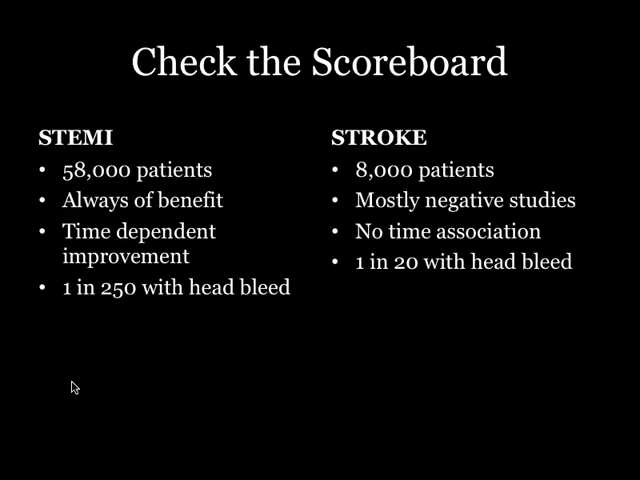 Check the Scoreboard
STEMI
• 58,000 patients
• Always of benefit
• Time dependent
improvement
• 1 in 250 with head bleed
STROKE
• 8,000 patients
• Mostly negative studies
• No time association
• 1 in 20 with head bleed